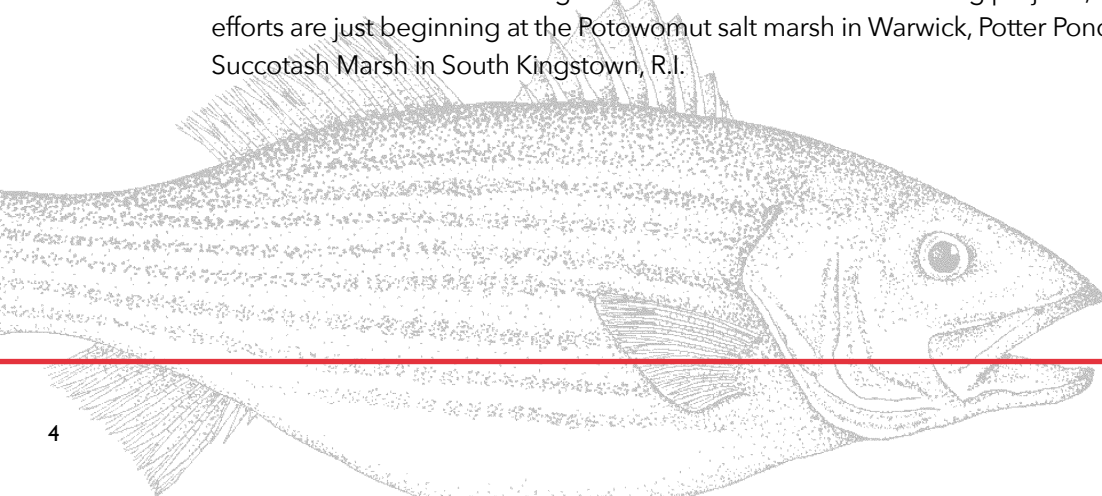 efforts are just beginning at the Potowomut salt marsh in Warwick, Potter Pond
Succotash Marsh in South Kingstown, R.I.
4